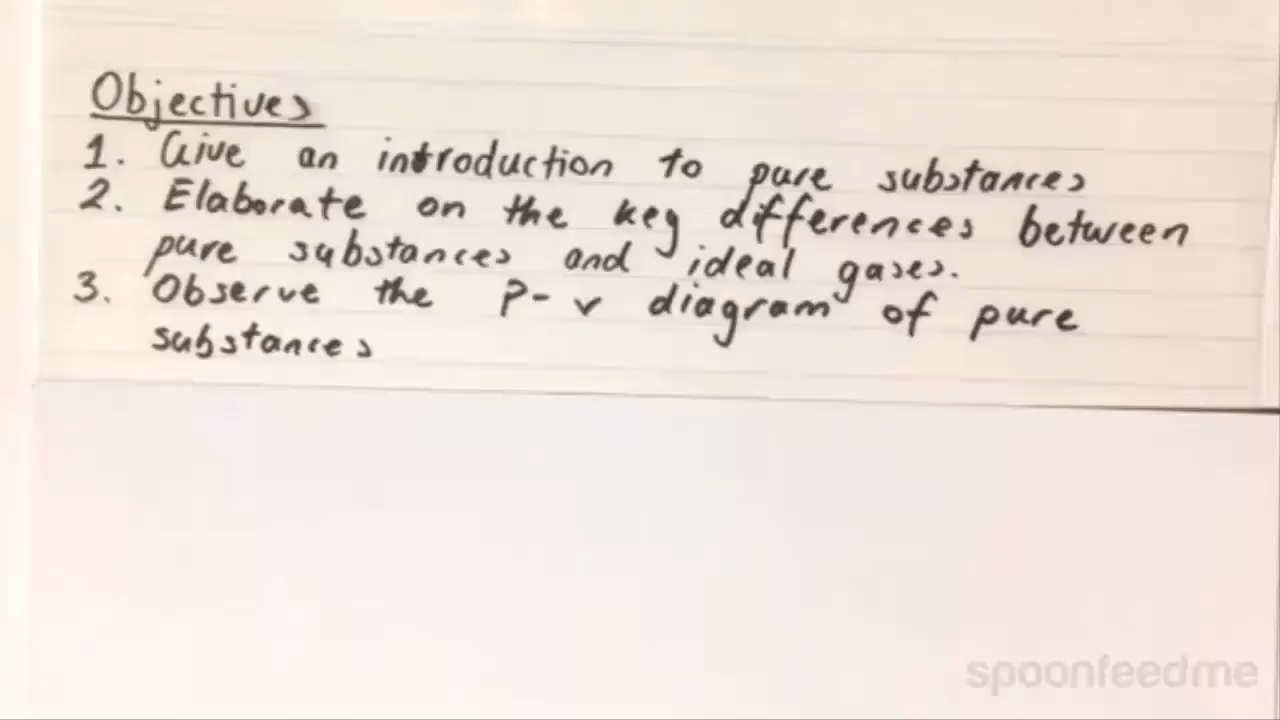 Objectives
1. Give an introduction to pure substances
2. Elaborate on the key differences between
pure substances and ideal gases.
3. Observe the P-v diagram of pure
substances
spoonfeedme